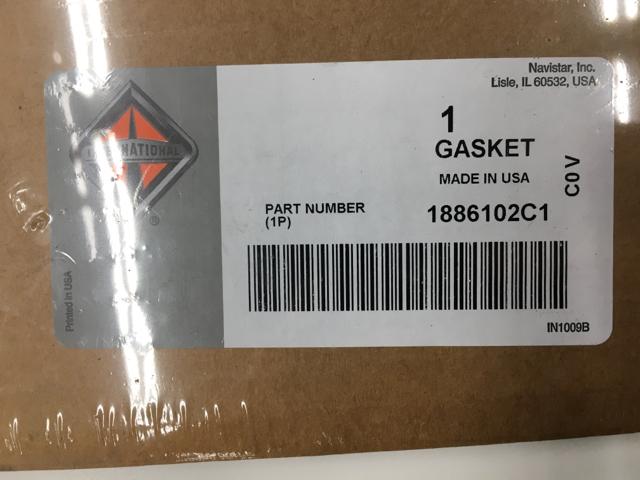 Navistar, Inc.
Lisle, IL 60532, USA
INTERNATIONAL
®
1
GASKET
MADE IN USA
C0V
PART NUMBER
(1P)
1886102C1
Printed in USA
IN1009B